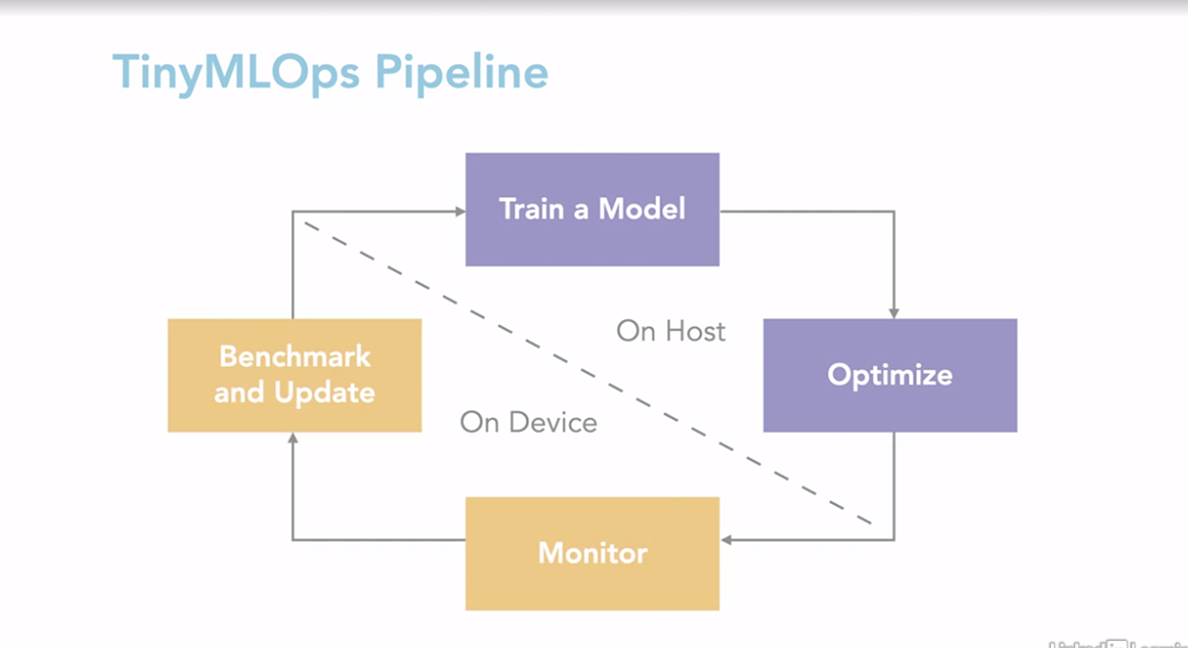 TinyMLOps Pipeline
Train a Model
On Host
Benchmark
and Update
Optimize
On Device
Monitor